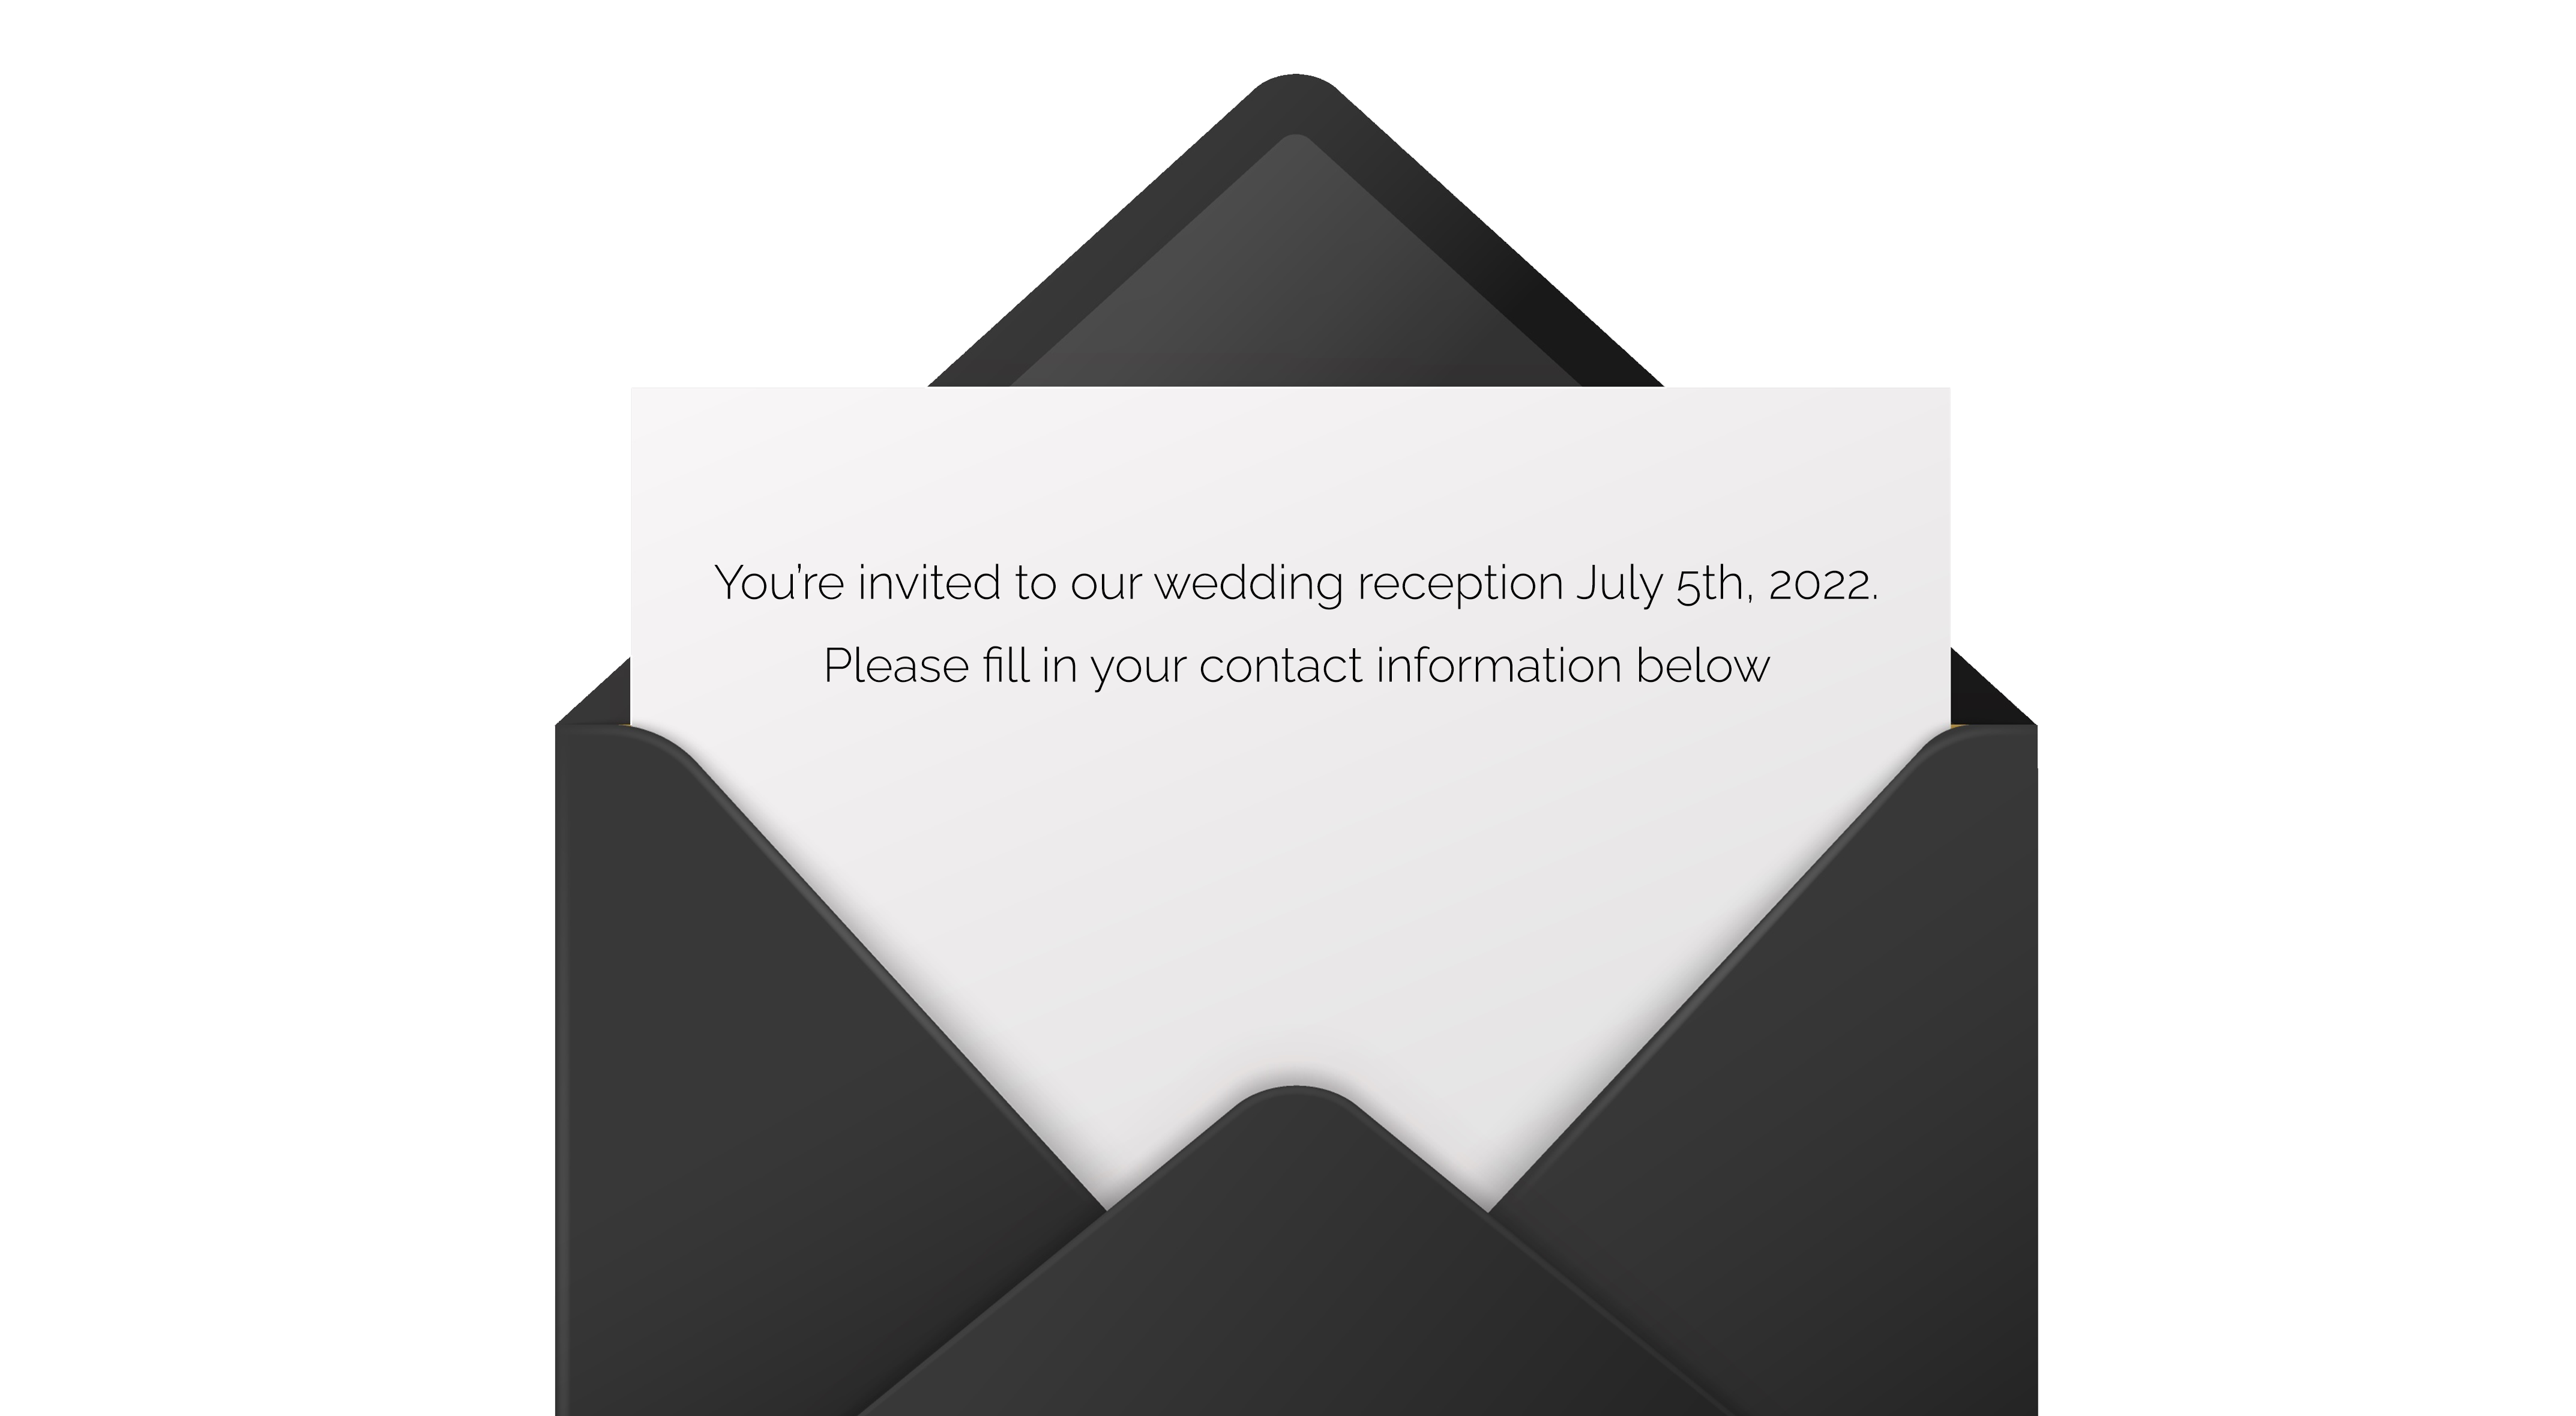 You're invited to our wedding reception July 5th, 2022.
Please fill in your contact information below